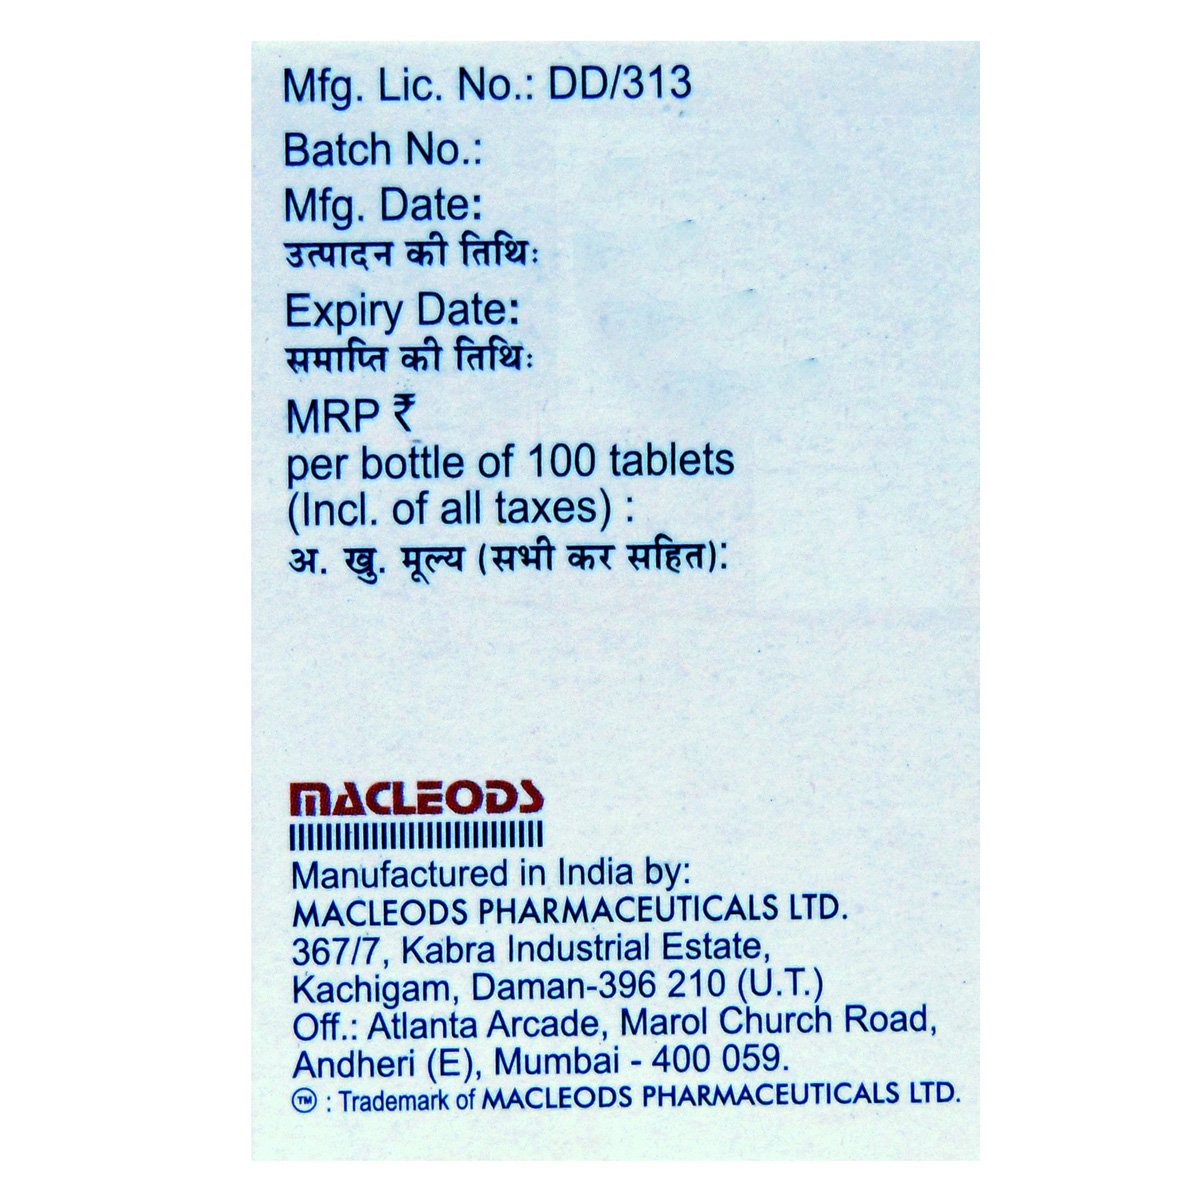 Mfg. Lic. No.: DD/313
Batch No.:
Mfg. Date:
उत्पादन की तिथिः
Expiry Date:
समाप्ति की तिथिः
MRP ₹
per bottle of 100 tablets
(Incl. of all taxes) :
अ. खु. मूल्य (सभी कर सहित):
MACLEODS
Manufactured in India by:
MACLEODS PHARMACEUTICALS LTD.
367/7, Kabra Industrial Estate,
Kachigam, Daman-396 210 (U.T.)
Off.: Atlanta Arcade, Marol Church Road,
Andheri (E), Mumbai - 400 059.
™ : Trademark of MACLEODS PHARMACEUTICALS LTD.